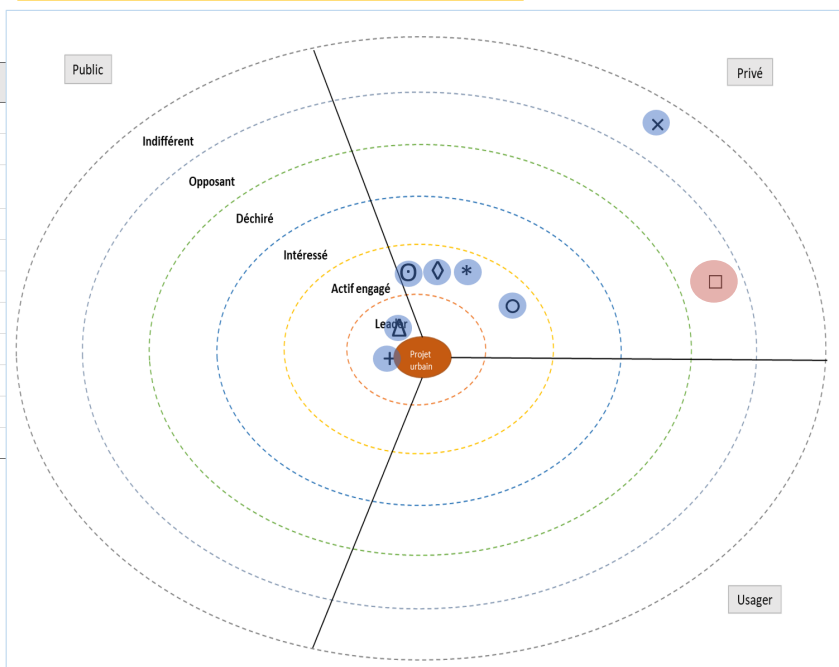 Public
Privé
Indifférent
Opposant
Déchiré
Intéressé
Actif engagé
Leader
Projet
urbain
Usager